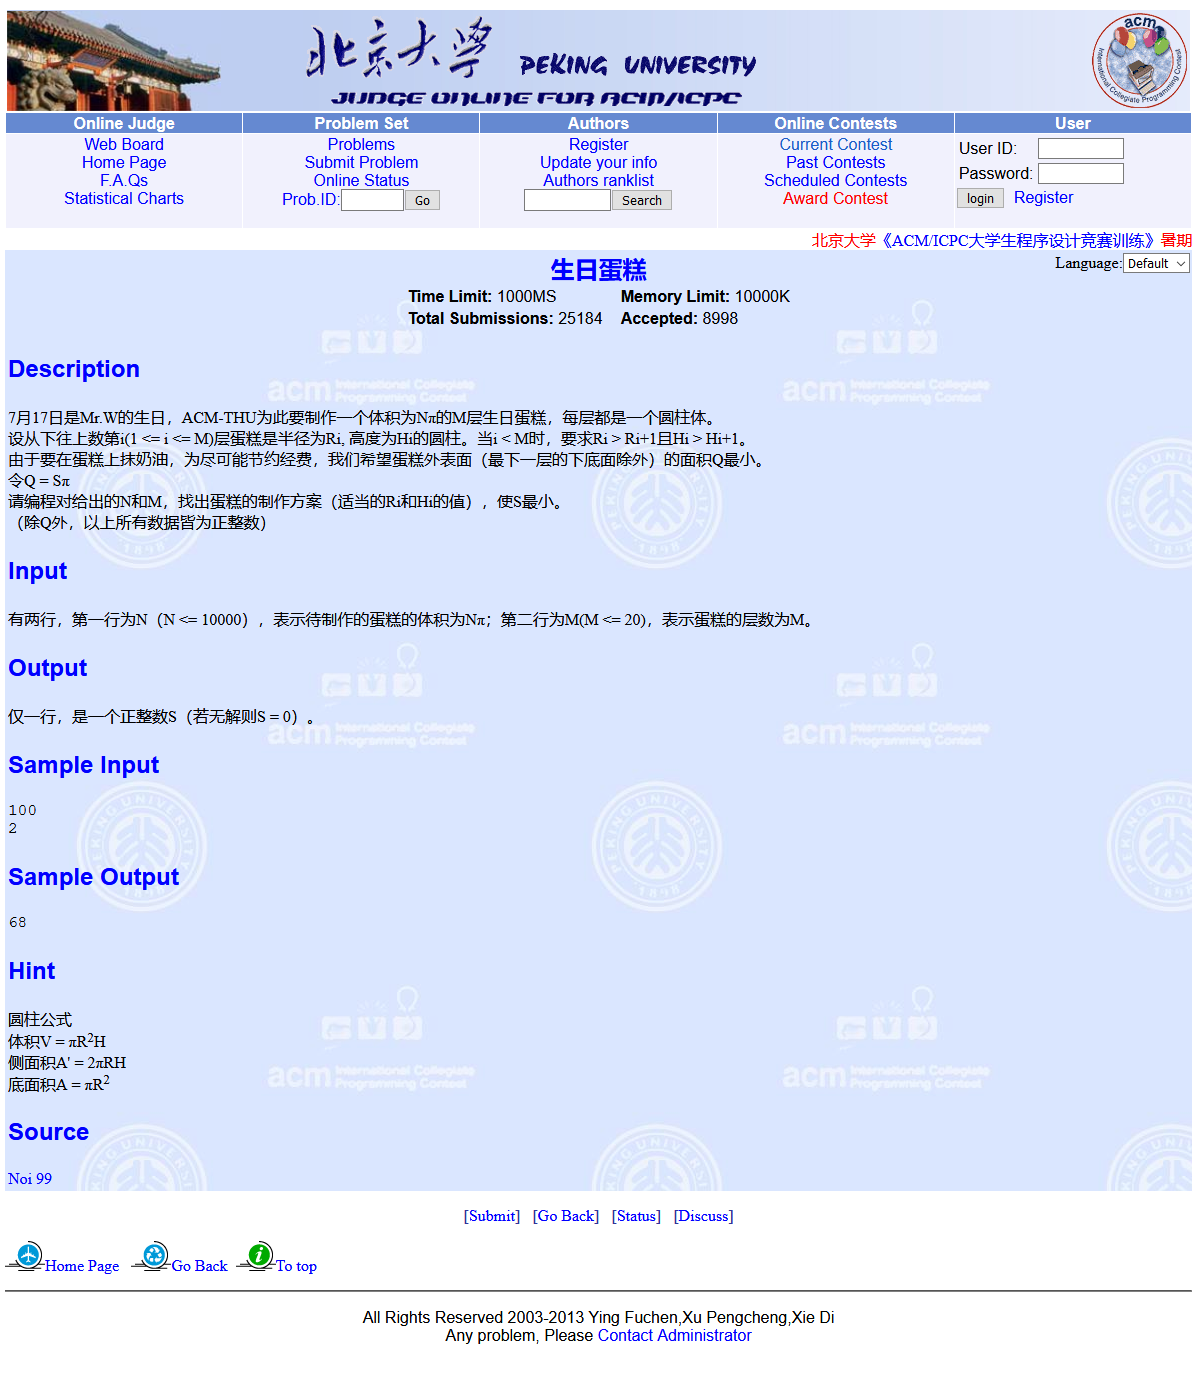 北京大學 PEKING UNIVERSITY
JUDGE ONLINE FOR ACM/ICPC
acm
International Collegiate Programming Contest
Online Judge Problem Set Authors Online Contests User
Web Board Problems Register Current Contest User ID:
Home Page Submit Problem Update your info Past Contests
F.A.Qs Online Status Authors ranklist Scheduled Contests Password:
Statistical Charts Prob.ID: Go Search Award Contest login Register
北京大学《ACM/ICPC大学生程序设计竞赛训练》暑期
Language: Default
生日蛋糕
Time Limit: 1000MS Memory Limit: 10000K
Total Submissions: 25184 Accepted: 8998
Description
7月17日是Mr.W的生日，ACM-THU为此要制作一个体积为Nπ的M层生日蛋糕，每层都是一个圆柱体。
设从下往上数第i(1 <= i <= M)层蛋糕是半径为Ri, 高度为Hi的圆柱。当i < M时，要求Ri > Ri+1且Hi > Hi+1。
由于要在蛋糕上抹奶油，为尽可能节约经费，我们希望蛋糕外表面（最下一层的下底面除外）的面积Q最小。
令Q = Sπ
请编程对给出的N和M，找出蛋糕的制作方案（适当的Ri和Hi的值），使S最小。
（除Q外，以上所有数据皆为正整数）
Input
有两行，第一行为N（N <= 10000），表示待制作的蛋糕的体积为Nπ；第二行为M(M <= 20)，表示蛋糕的层数为M。
Output
仅一行，是一个正整数S（若无解则S = 0）。
Sample Input
100
2
Sample Output
68
Hint
圆柱公式
体积V = πR²H
侧面积A' = 2πRH
底面积A = πR²
Source
Noi 99
[Submit] [Go Back] [Status] [Discuss]
Home Page Go Back To top
All Rights Reserved 2003-2013 Ying Fuchen,Xu Pengcheng,Xie Di
Any problem, Please Contact Administrator